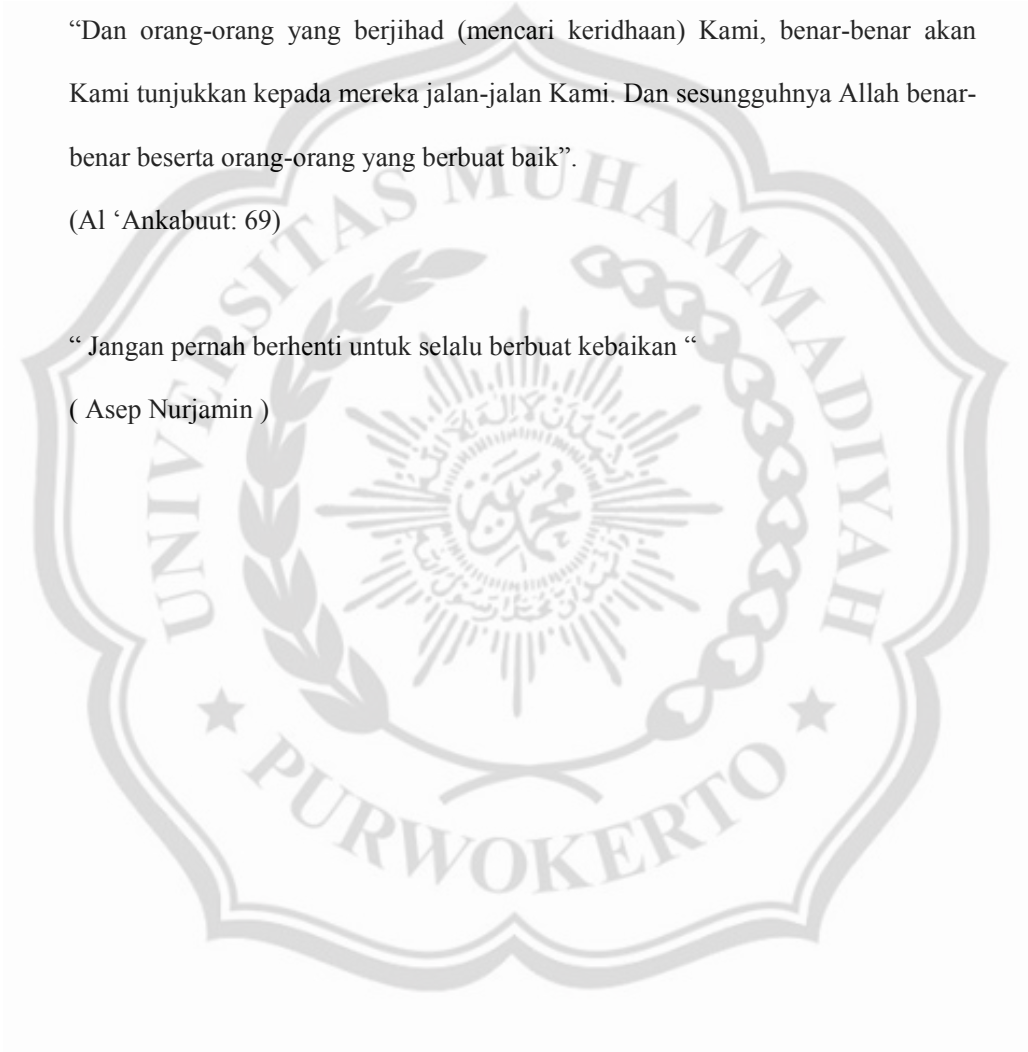 “Dan orang-orang yang berjihad (mencari keridhaan) Kami, benar-benar akan
Kami tunjukkan kepada mereka jalan-jalan Kami. Dan sesungguhnya Allah benar-
benar beserta orang-orang yang berbuat baik”.
(Al ‘Ankabuut: 69)
“ Jangan pernah berhenti untuk selalu berbuat kebaikan “
( Asep Nurjamin )
UNIVERSITAS MUHAMMADIYAH
PURWOKERTO
محمدية